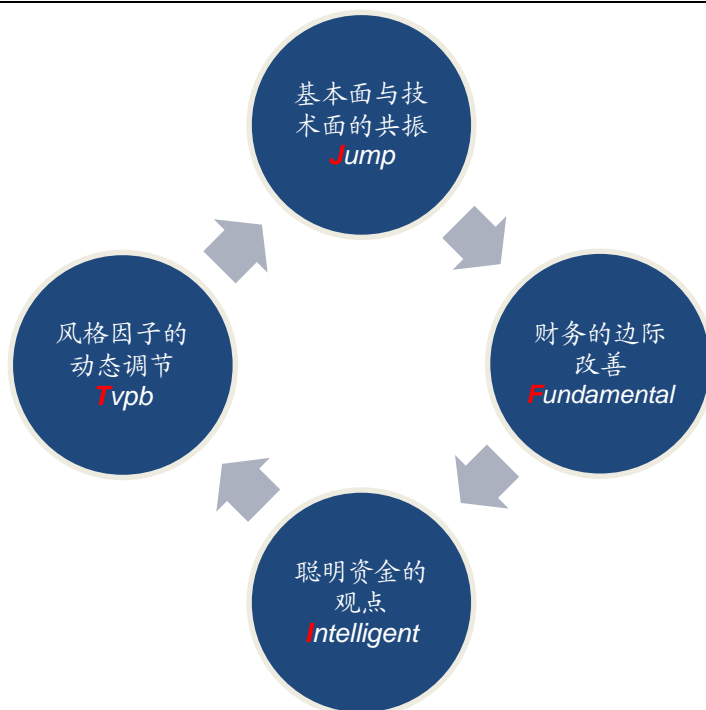 基本面与技
术面的共振
Jump
财务的边际
改善
Fundamental
聪明资金的
观点
Intelligent
风格因子的
动态调节
Tvpb